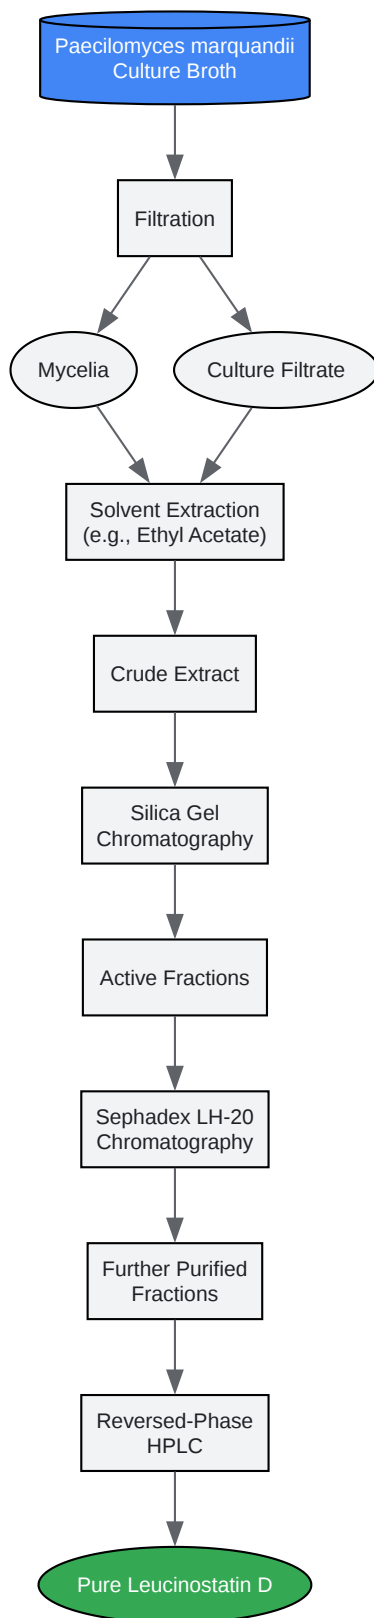 Paecilomyces marquandii
Culture Broth
Filtration
Mycelia
Culture Filtrate
Solvent Extraction
(e.g., Ethyl Acetate)
Crude Extract
Silica Gel
Chromatography
Active Fractions
Sephadex LH-20
Chromatography
Further Purified
Fractions
Reversed-Phase
HPLC
Pure Leucinostatin D